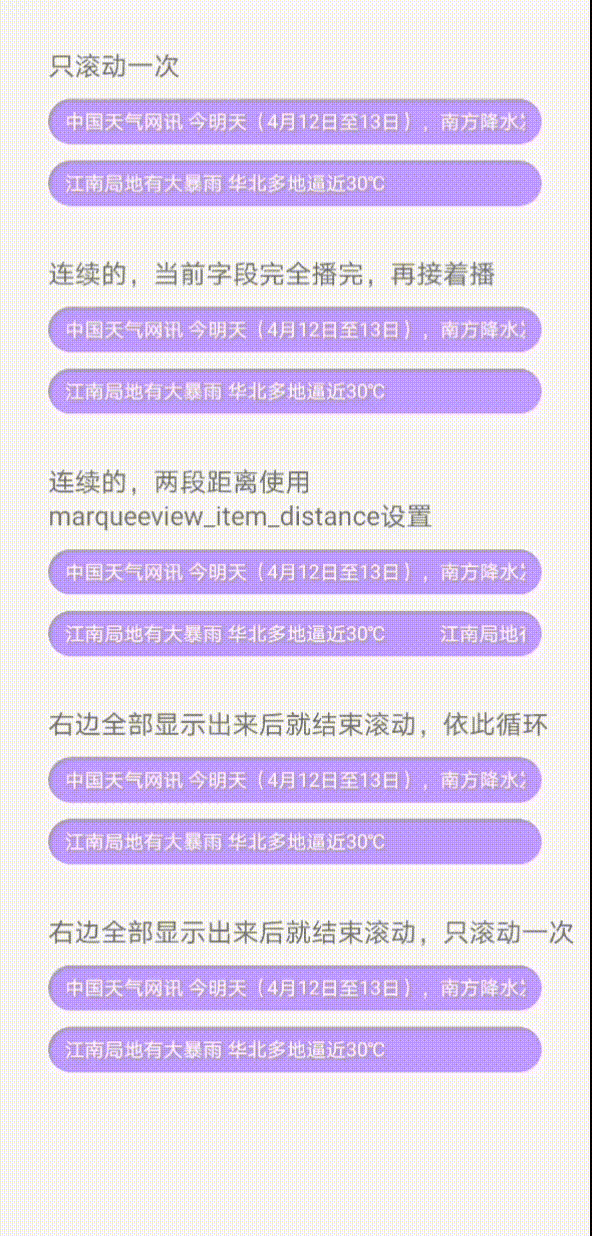 只滚动一次
中国天气网讯 今明天（4月12日至13日），南方降水
江南局地有大暴雨 华北多地逼近30℃
连续的，当前字段完全播完，再接着播
中国天气网讯 今明天（4月12日至13日），南方降水
江南局地有大暴雨 华北多地逼近30℃
连续的，两段距离使用
marqueeview_item_distance设置
中国天气网讯 今明天（4月12日至13日），南方降水
江南局地有大暴雨 华北多地逼近30℃ 江南局地
右边全部显示出来后就结束滚动，依此循环
中国天气网讯 今明天（4月12日至13日），南方降水
江南局地有大暴雨 华北多地逼近30℃
右边全部显示出来后就结束滚动，只滚动一次
中国天气网讯 今明天（4月12日至13日），南方降水
江南局地有大暴雨 华北多地逼近30℃